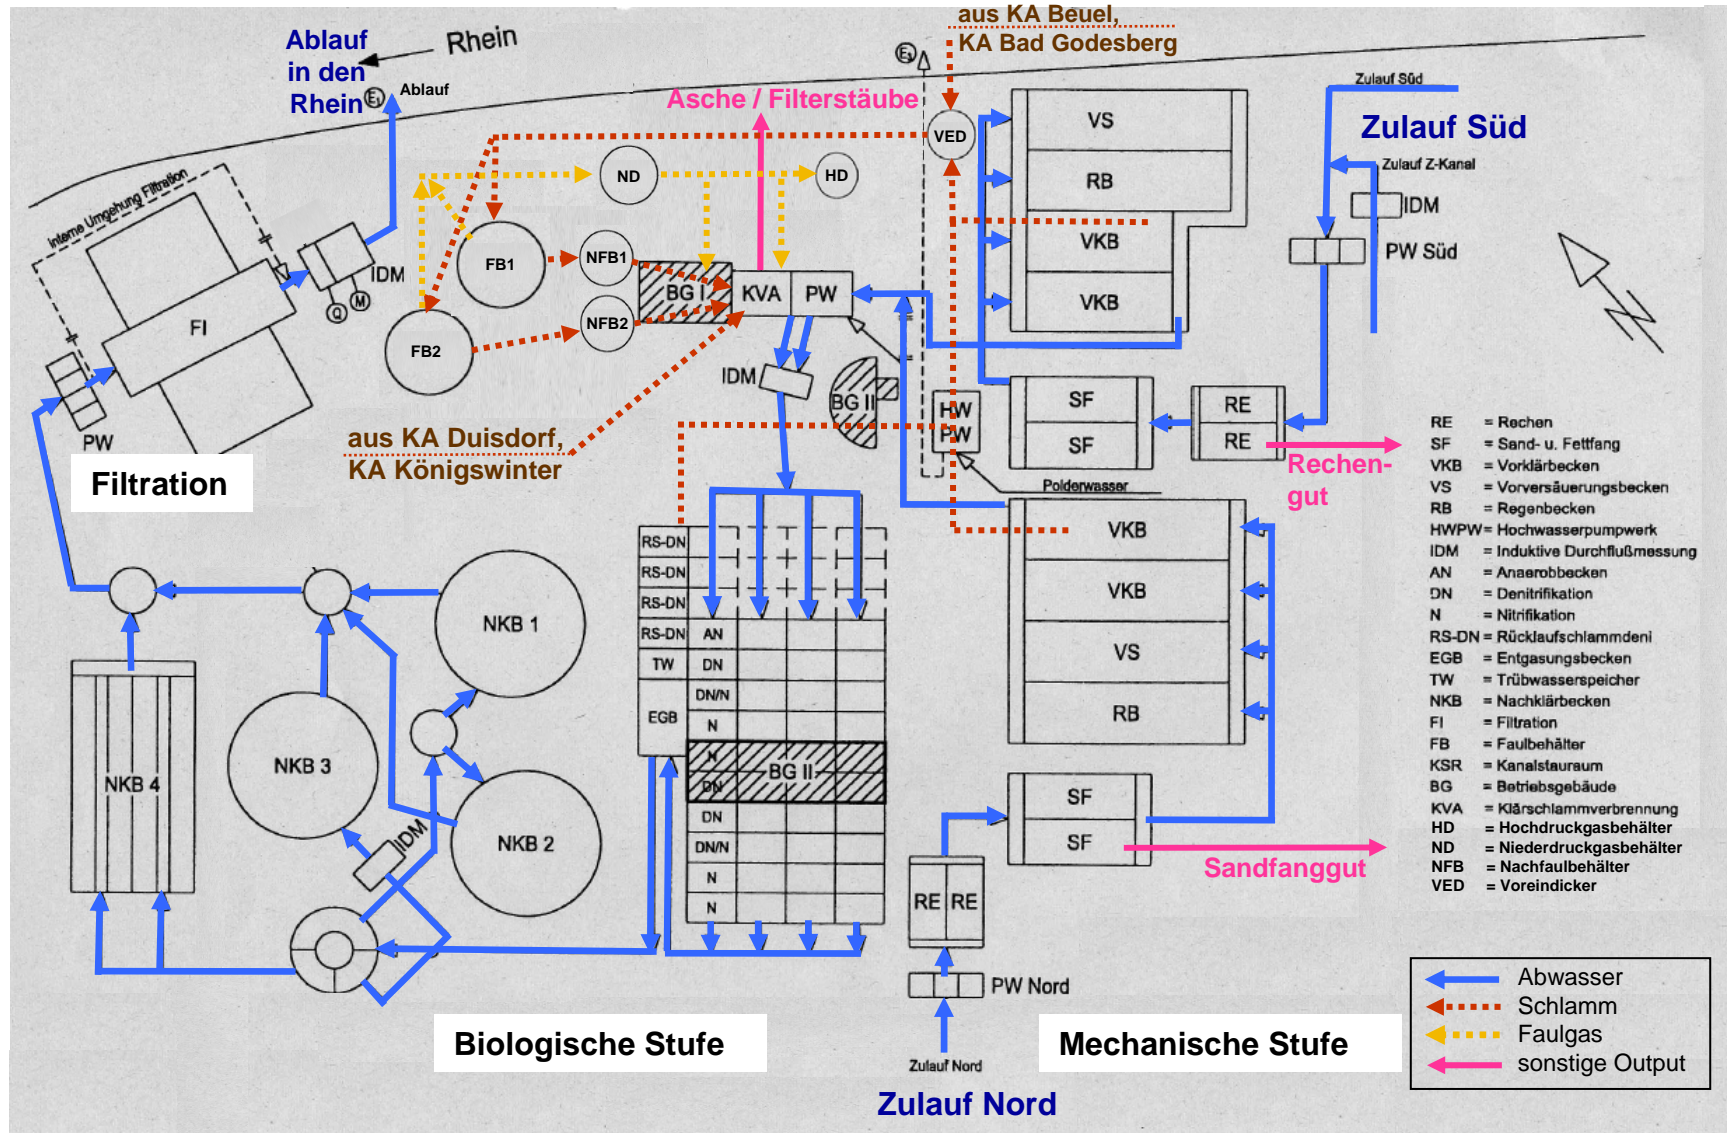 aus KA Beuel,
KA Bad Godesberg
Ablauf
in den
Rhein
Rhein
E₁
Ablauf
E₂
Asche / Filterstäube
Zulauf Süd
Zulauf Süd
Zulauf Z-Kanal
IDM
PW Süd
VED
VS
RB
VKB
VKB
ND
HD
interne Umgehung Filtration
IDM
Q
M
FI
PW
Filtration
FB1
NFB1
FB2
NFB2
BG I
KVA
PW
IDM
BG II
HW
PW
Polderwasser
SF
SF
RE
RE
Rechen-
gut
aus KA Duisdorf,
KA Königswinter
RS-DN
RS-DN
RS-DN
RS-DN
TW
EGB
AN
DN
DN/N
N
N
DN
BG II
DN
DN/N
N
N
VKB
VKB
VS
RB
SF
SF
Sandfanggut
RE
RE
PW Nord
Zulauf Nord
Zulauf Nord
NKB 1
NKB 2
NKB 3
NKB 4
IDM
Biologische Stufe
Mechanische Stufe
RE = Rechen
SF = Sand- u. Fettfang
VKB = Vorklärbecken
VS = Vorversäuerungsbecken
RB = Regenbecken
HWPW = Hochwasserpumpwerk
IDM = Induktive Durchflußmessung
AN = Anaerobbecken
DN = Denitrifikation
N = Nitrifikation
RS-DN = Rücklaufschlammdeni
EGB = Entgasungsbecken
TW = Trübwasserspeicher
NKB = Nachklärbecken
FI = Filtration
FB = Faulbehälter
KSR = Kanalstauraum
BG = Betriebsgebäude
KVA = Klärschlammverbrennung
HD = Hochdruckgasbehälter
ND = Niederdruckgasbehälter
NFB = Nachfaulbehälter
VED = Voreindicker
Abwasser
Schlamm
Faulgas
sonstige Output